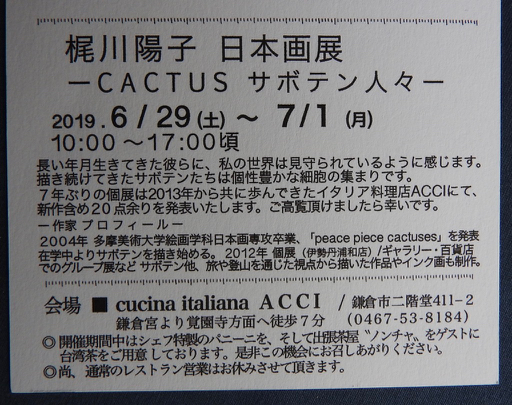 梶川陽子 日本画展
ーCACTUS サボテン人々ー
2019.6/29(土) 〜 7/1 (月)
10:00 〜17:00頃
長い年月生きてきた彼らに、私の世界は見守られているように感じます。
描き続けてきたサボテンたちは個性豊かな細胞の集まりです。
７年ぶりの個展は2013年から共に歩んできたイタリア料理店ACCIにて、
新作含め２０点余りを発表いたします。ご高覧頂けましたら幸いです。
ー作家プロフィールー
2004年 多摩美術大学絵画学科日本画専攻卒業、「peace piece cactuses」を発表
在学中よりサボテンを描き始める。2012年 個展（伊勢丹浦和店）/ギャラリー・百貨店
でのグループ展など サボテン他、旅や登山を通じた視点から描いた作品やインク画も制作。
会場 ■ cucina italiana ACCI / 鎌倉市二階堂411-2
鎌倉宮より覚園寺方面へ徒歩７分 （0467-53-8184）
◎開催期間中はシェフ特製のパニーニを、そして出張茶屋〝ノンチャ〟をゲストに
台湾茶をご用意しております。是非この機会にお召しあがりください。
◎尚、通常のレストラン営業はお休みさせて頂きます。